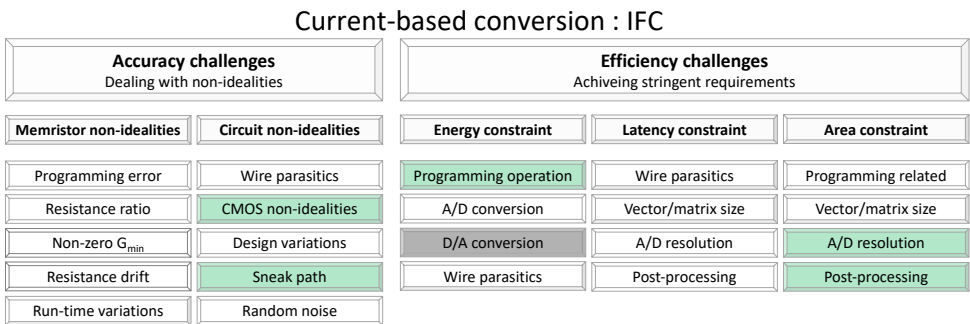 Current-based conversion : IFC
Accuracy challenges
Dealing with non-idealities
Efficiency challenges
Achiveing stringent requirements
Memristor non-idealities
Circuit non-idealities
Energy constraint
Latency constraint
Area constraint
Programming error
Wire parasitics
Programming operation
Wire parasitics
Programming related
Resistance ratio
CMOS non-idealities
A/D conversion
Vector/matrix size
Vector/matrix size
Non-zero Gmin
Design variations
D/A conversion
A/D resolution
A/D resolution
Resistance drift
Sneak path
Wire parasitics
Post-processing
Post-processing
Run-time variations
Random noise